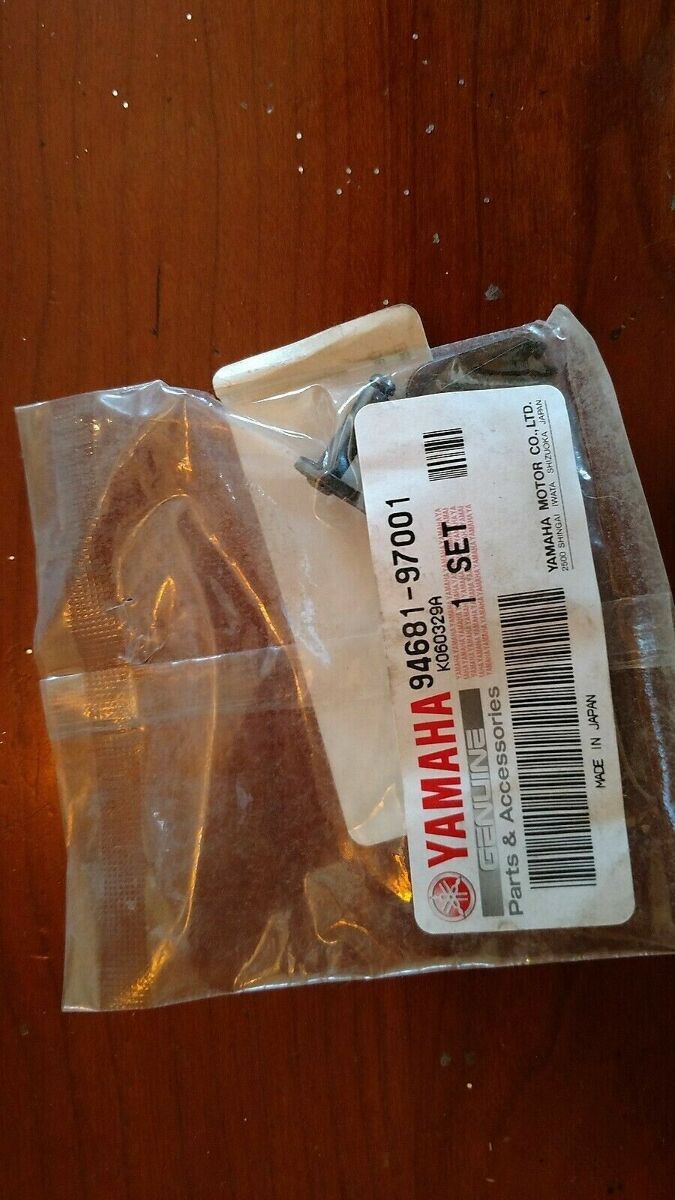 YAMAHA
94681-97001
K060329A
GENUINE
1 SET
Parts & Accessories
YAMAHA MOTOR CO., LTD.
2500 SHINGAI IWATA SHIZUOKA JAPAN
MADE IN JAPAN